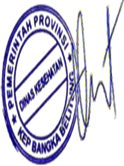 PEMERINTAH PROVINSI
DINAS KESEHATAN
KEP BANGKA BELITUNG